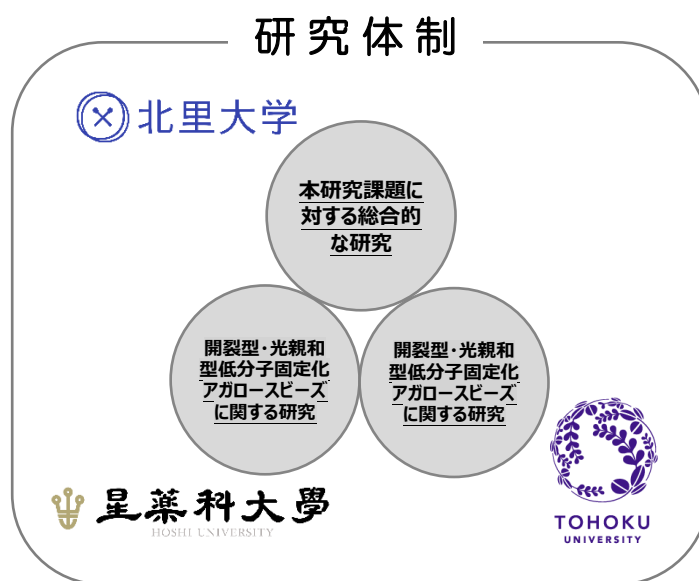 研究体制
北里大学
本研究課題に
対する総合的
な研究
開裂型・光親和
型低分子固定化
アガロースビーズ
に関する研究
開裂型・光親和
型低分子固定化
アガロースビーズ
に関する研究
星薬科大學
HOSHI UNIVERSITY
TOHOKU
UNIVERSITY